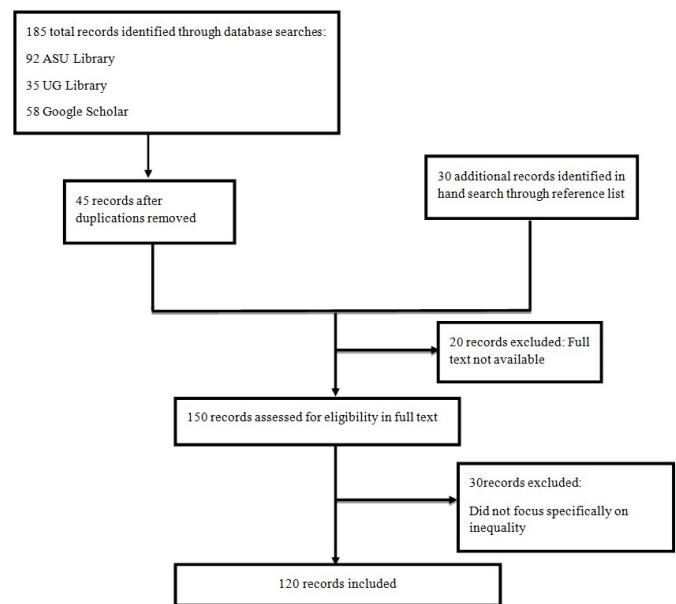 185 total records identified through database searches:
92 ASU Library
35 UG Library
58 Google Scholar
45 records after
duplications removed
30 additional records identified in
hand search through reference list
20 records excluded: Full
text not available
150 records assessed for eligibility in full text
30records excluded:
Did not focus specifically on
inequality
120 records included